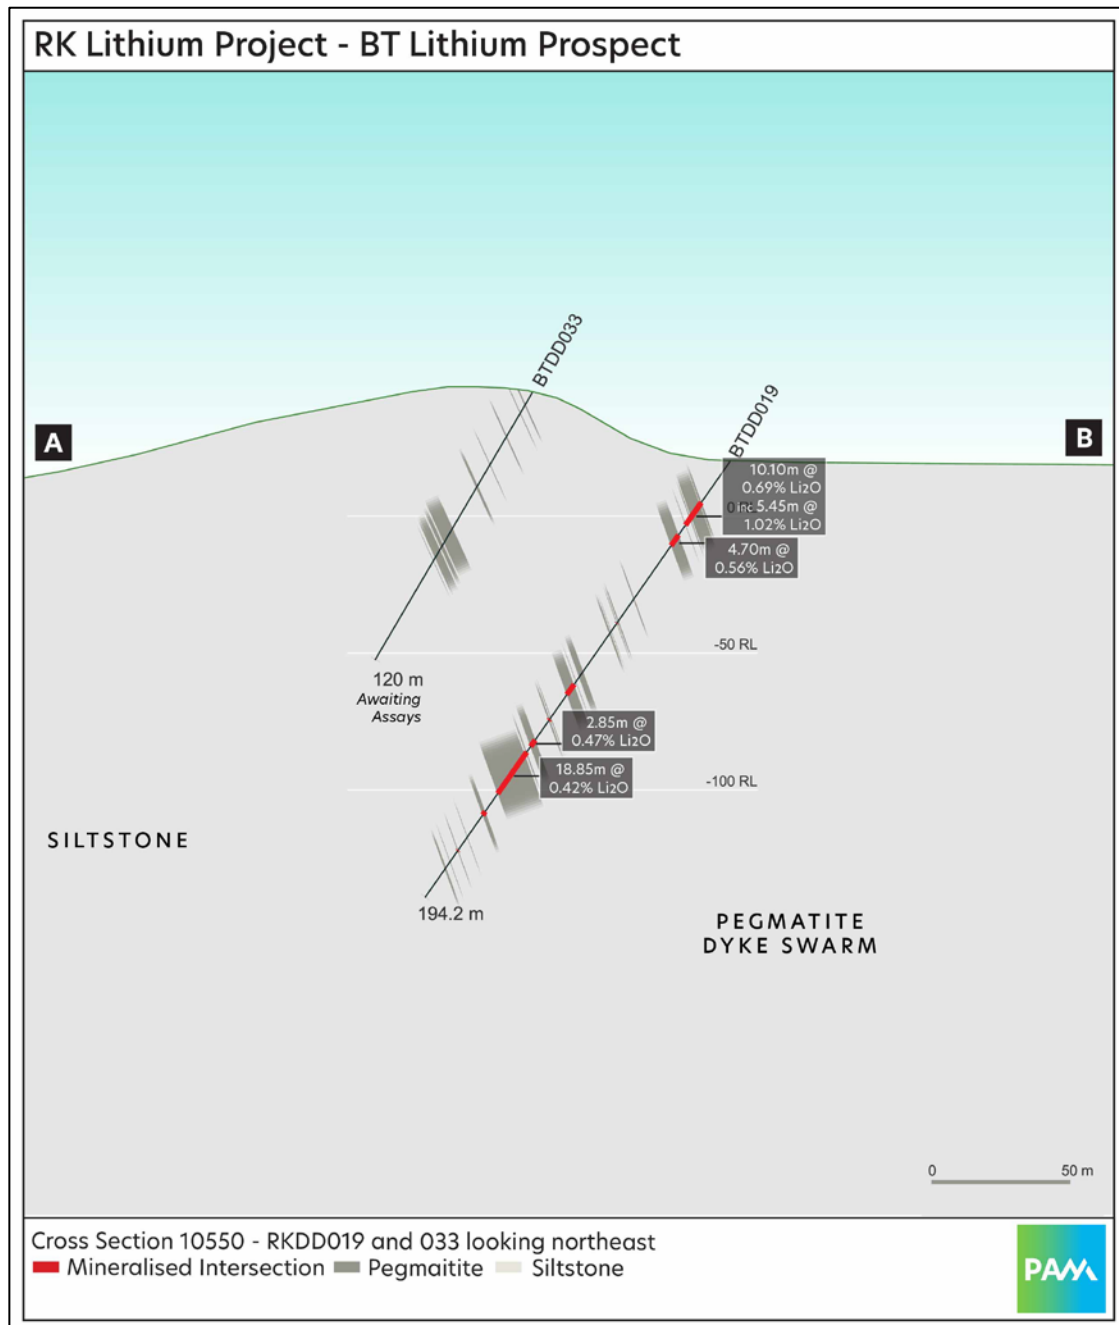 RK Lithium Project - BT Lithium Prospect
BTDD033
BTDD019
A
B
10.10m @
0.69% Li2O
inc 5.45m @
1.02% Li2O
0 RL
4.70m @
0.56% Li2O
-50 RL
120 m
Awaiting
Assays
2.85m @
0.47% Li2O
18.85m @
0.42% Li2O
-100 RL
SILTSTONE
194.2 m
PEGMATITE
DYKE SWARM
0 50 m
Cross Section 10550 - RKDD019 and 033 looking northeast
Mineralised Intersection Pegmaitite Siltstone
PAM